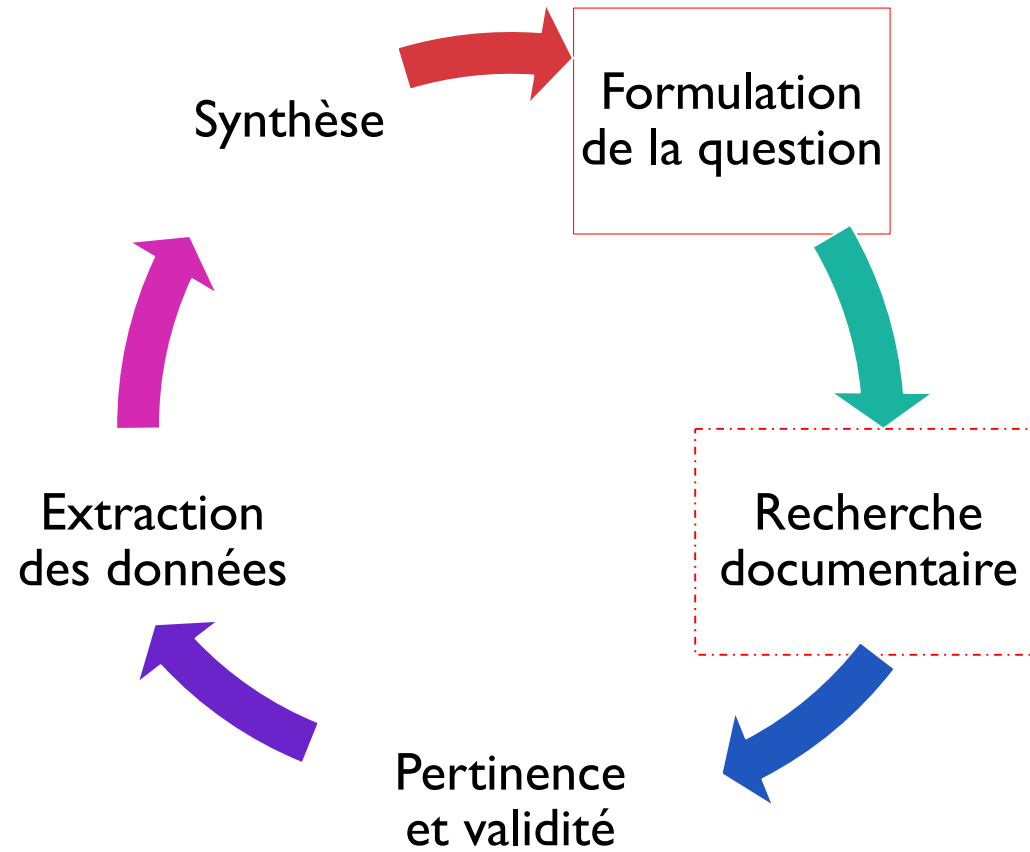 Formulation
de la question
Recherche
documentaire
Pertinence
et validité
Extraction
des données
Synthèse